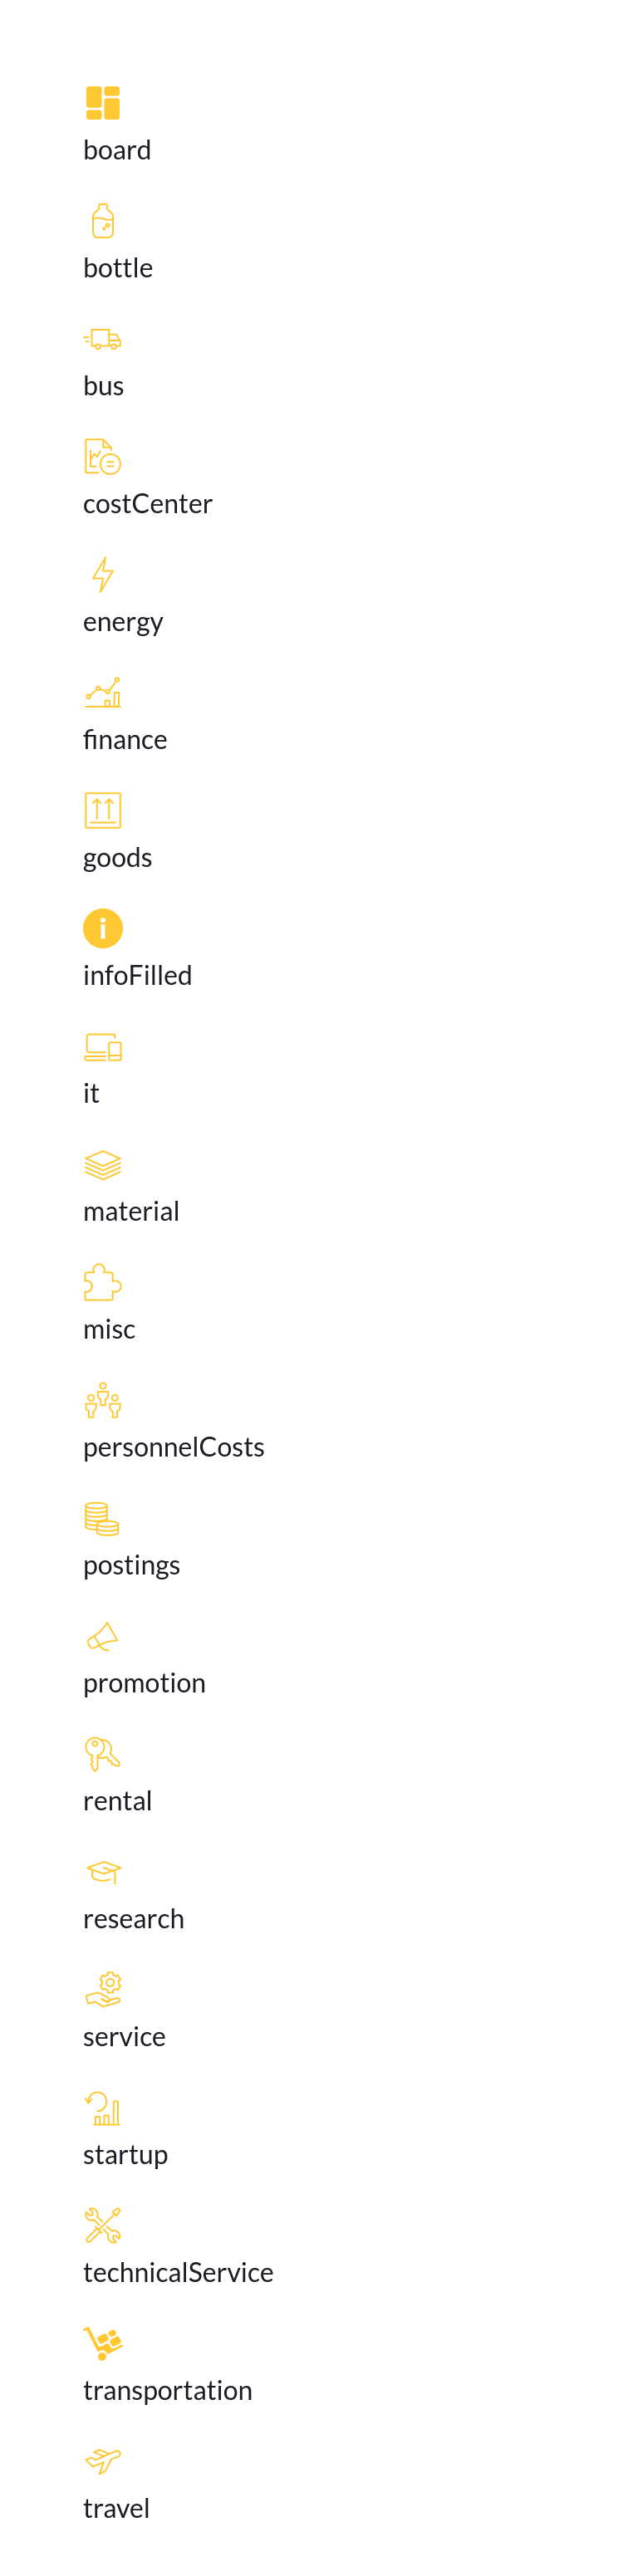 board
bottle
bus
costCenter
energy
finance
goods
infoFilled
it
material
misc
personnelCosts
postings
promotion
rental
research
service
startup
technicalService
transportation
travel